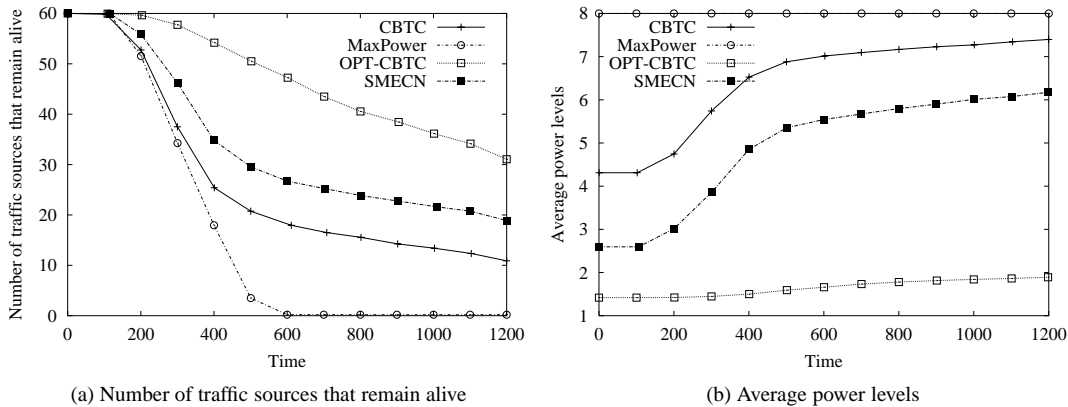 Number of traffic sources that remain alive
60
50
40
30
20
10
0
0 200 400 600 800 1000 1200
Time
CBTC
MaxPower
OPT-CBTC
SMECN
(a) Number of traffic sources that remain alive
Average power levels
8
7
6
5
4
3
2
1
0 200 400 600 800 1000 1200
Time
CBTC
MaxPower
OPT-CBTC
SMECN
(b) Average power levels